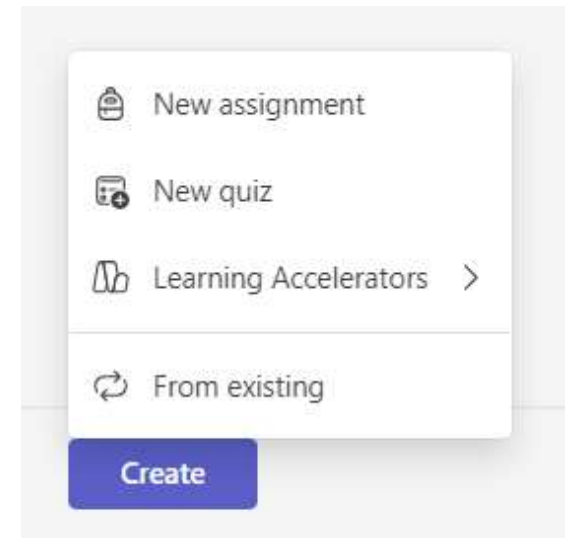 New assignment
New quiz
Learning Accelerators
From existing
Create